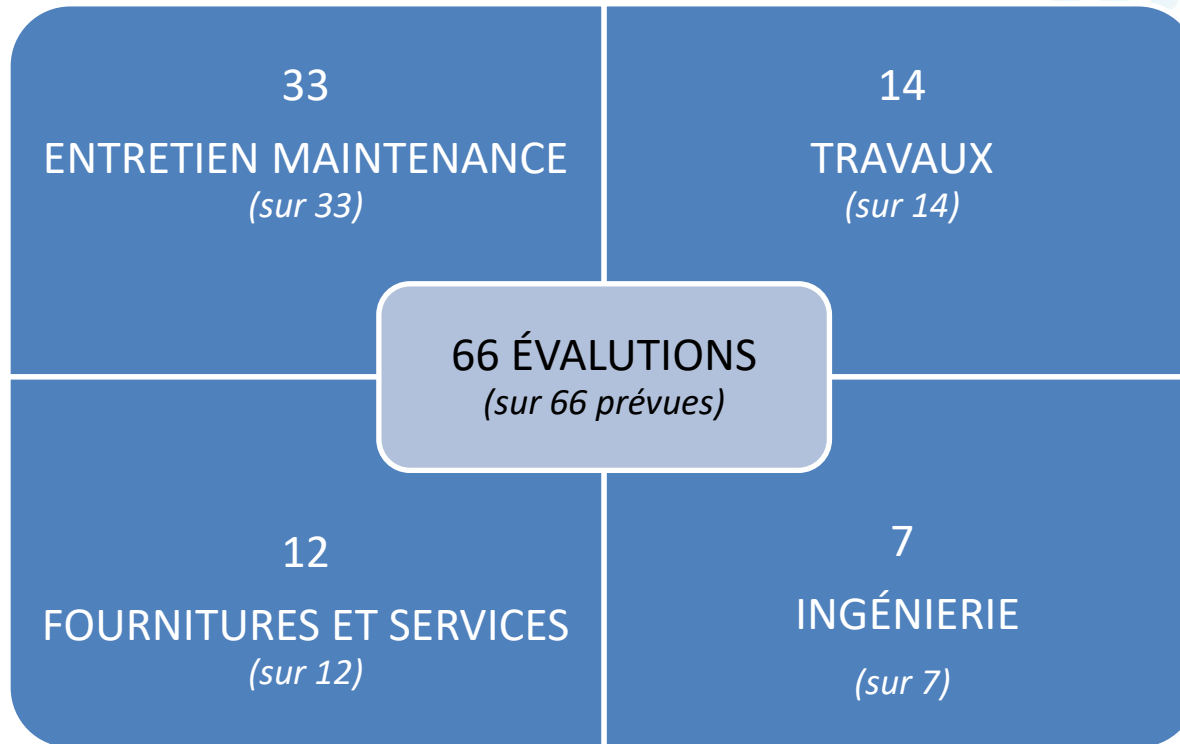 33
ENTRETIEN MAINTENANCE
(sur 33)
14
TRAVAUX
(sur 14)
66 ÉVALUTIONS
(sur 66 prévues)
12
FOURNITURES ET SERVICES
(sur 12)
7
INGÉNIERIE
(sur 7)